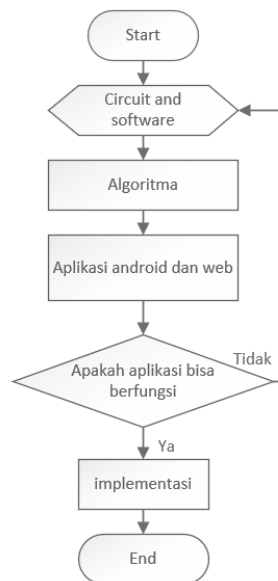 Start
Circuit and
software
Algoritma
Aplikasi android dan web
Apakah aplikasi bisa
berfungsi
Tidak
Ya
implementasi
End